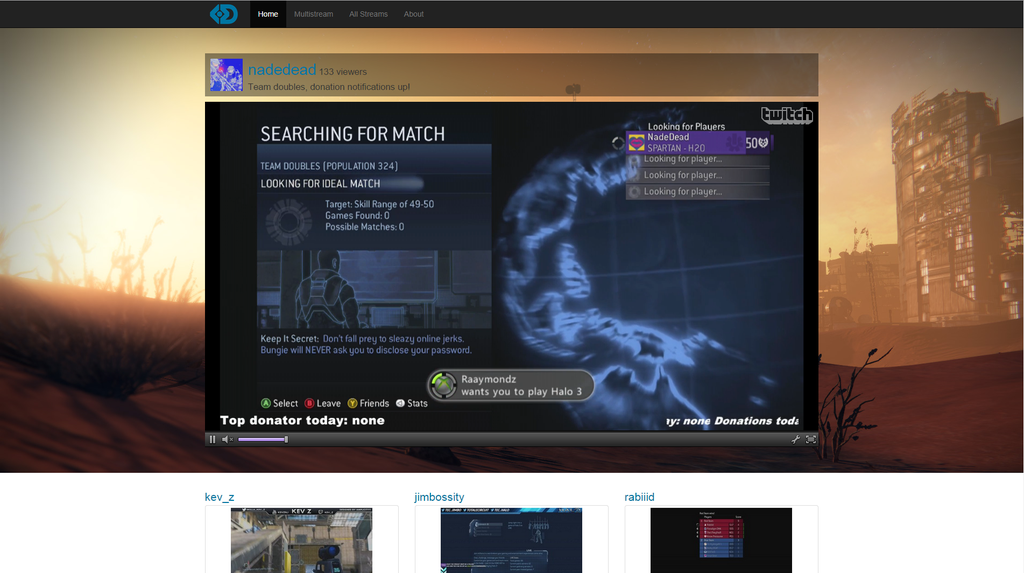 Home Multistream All Streams About
nadedead 133 viewers
Team doubles, donation notifications up!
twitch
SEARCHING FOR MATCH
TEAM DOUBLES (POPULATION 324)
LOOKING FOR IDEAL MATCH
Target: Skill Range of 49-50
Games Found: 0
Possible Matches: 0
Looking for Players
NadeDead
SPARTAN - H2O
50
Looking for player...
Looking for player...
Looking for player...
Keep It Secret: Don't fall prey to sleazy online jerks.
Bungie will NEVER ask you to disclose your password.
Raaymondz
wants you to play Halo 3
A Select B Leave Y Friends Stats
Top donator today: none
ay: none Donations toda
kev_z jimbossity rabiiid
KEV Z